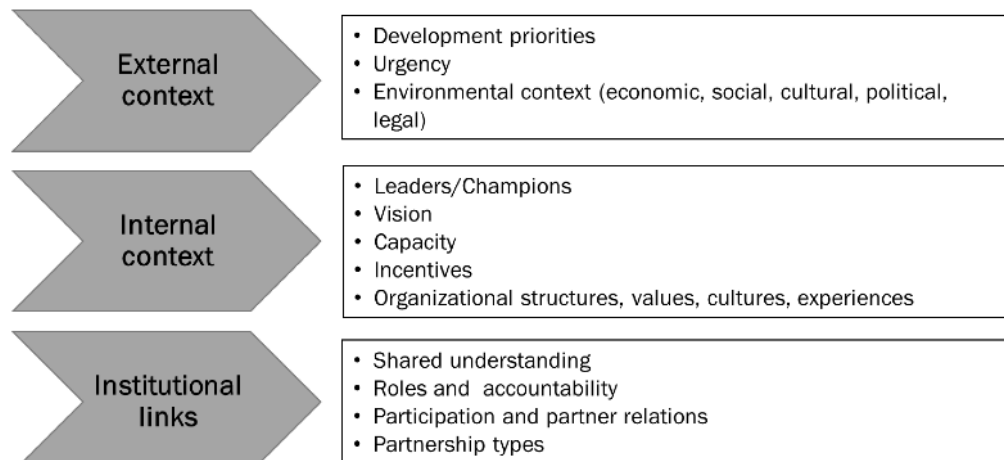 External
context
• Development priorities
• Urgency
• Environmental context (economic, social, cultural, political,
legal)
Internal
context
• Leaders/Champions
• Vision
• Capacity
• Incentives
• Organizational structures, values, cultures, experiences
Institutional
links
• Shared understanding
• Roles and accountability
• Participation and partner relations
• Partnership types